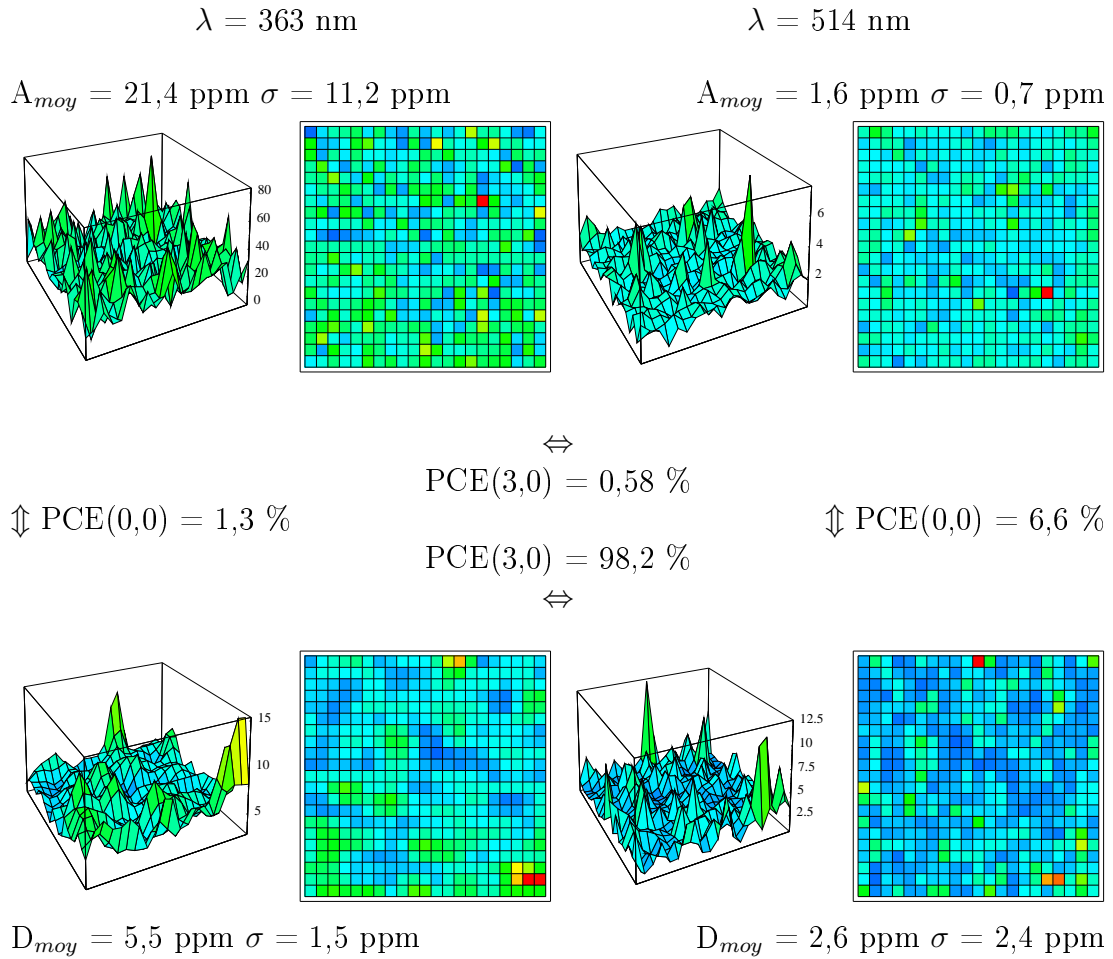 λ = 363 nm
λ = 514 nm
A_moy = 21,4 ppm σ = 11,2 ppm
A_moy = 1,6 ppm σ = 0,7 ppm
80
60
40
20
0
6
4
2
⇔
PCE(3,0) = 0,58 %
⇕ PCE(0,0) = 1,3 %
⇕ PCE(0,0) = 6,6 %
PCE(3,0) = 98,2 %
⇔
15
10
5
12.5
10
7.5
5
2.5
D_moy = 5,5 ppm σ = 1,5 ppm
D_moy = 2,6 ppm σ = 2,4 ppm